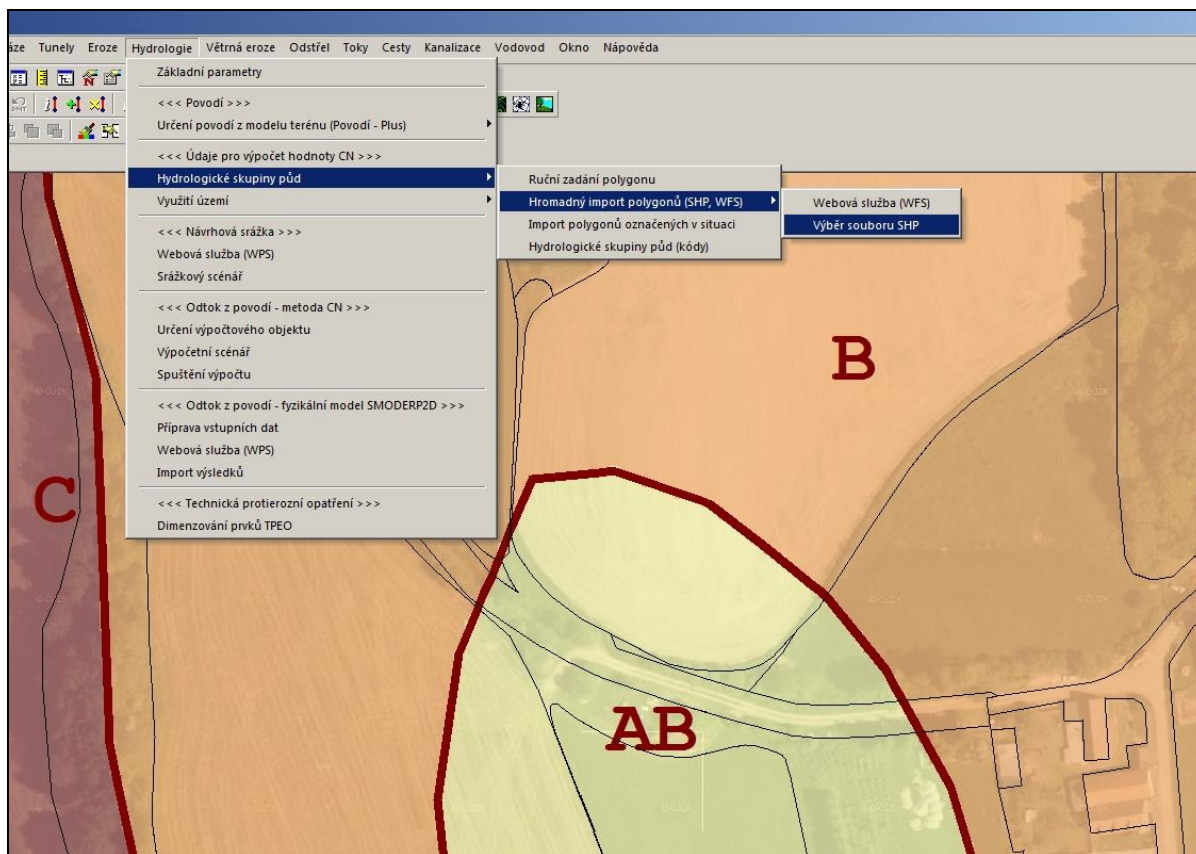 Tunely Eroze Hydrologie Větrná eroze Odstřel Toky Cesty Kanalizace Vodovod Okno Nápověda
Základní parametry
<<< Povodí >>>
Určení povodí z modelu terénu (Povodí - Plus)
<<< Údaje pro výpočet hodnoty CN >>>
Hydrologické skupiny půd
Využití území
<<< Návrhová srážka >>>
Webová služba (WPS)
Srážkový scénář
<<< Odtok z povodí - metoda CN >>>
Určení výpočtového objektu
Výpočetní scénář
Spuštění výpočtu
<<< Odtok z povodí - fyzikální model SMODERP2D >>>
Příprava vstupních dat
Webová služba (WPS)
Import výsledků
<<< Technická protierozní opatření >>>
Dimenzování prvků TPEO
Ruční zadání polygonu
Hromadný import polygonů (SHP, WFS)
Import polygonů označených v situaci
Hydrologické skupiny půd (kódy)
Webová služba (WFS)
Výběr souboru SHP
B
C
AB